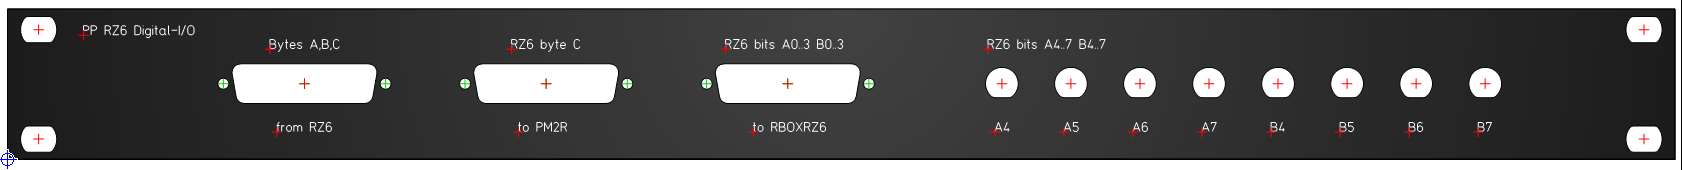 PP RZ6 Digital-I/O
Bytes A,B,C
RZ6 byte C
RZ6 bits A0..3 B0..3
RZ6 bits A4..7 B4..7
from RZ6
to PM2R
to RBOXRZ6
A4
A5
A6
A7
B4
B5
B6
B7